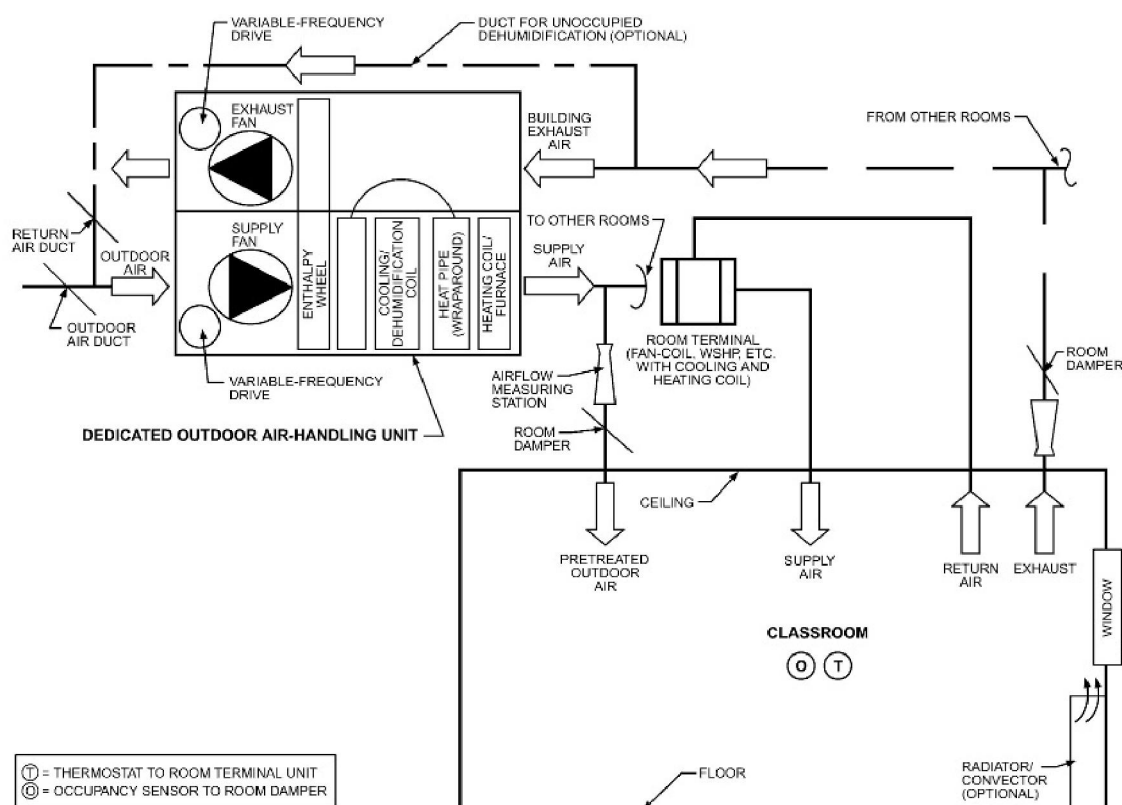 VARIABLE-FREQUENCY
DRIVE
DUCT FOR UNOCCUPIED
DEHUMIDIFICATION (OPTIONAL)
EXHAUST
FAN
BUILDING
EXHAUST
AIR
FROM OTHER ROOMS
RETURN
AIR DUCT
OUTDOOR
AIR
SUPPLY
FAN
ENTHALPY
WHEEL
COOLING/
DEHUMIDIFICATION
COIL
HEAT PIPE
(WRAPAROUND)
HEATING COIL/
FURNACE
SUPPLY
AIR
TO OTHER ROOMS
OUTDOOR
AIR DUCT
VARIABLE-FREQUENCY
DRIVE
ROOM TERMINAL
(FAN-COIL, WSHP, ETC.
WITH COOLING AND
HEATING COIL)
AIRFLOW
MEASURING
STATION
ROOM
DAMPER
ROOM
DAMPER
DEDICATED OUTDOOR AIR-HANDLING UNIT
CEILING
PRETREATED
OUTDOOR
AIR
SUPPLY
AIR
RETURN
AIR
EXHAUST
WINDOW
CLASSROOM
O T
T = THERMOSTAT TO ROOM TERMINAL UNIT
O = OCCUPANCY SENSOR TO ROOM DAMPER
FLOOR
RADIATOR/
CONVECTOR
(OPTIONAL)